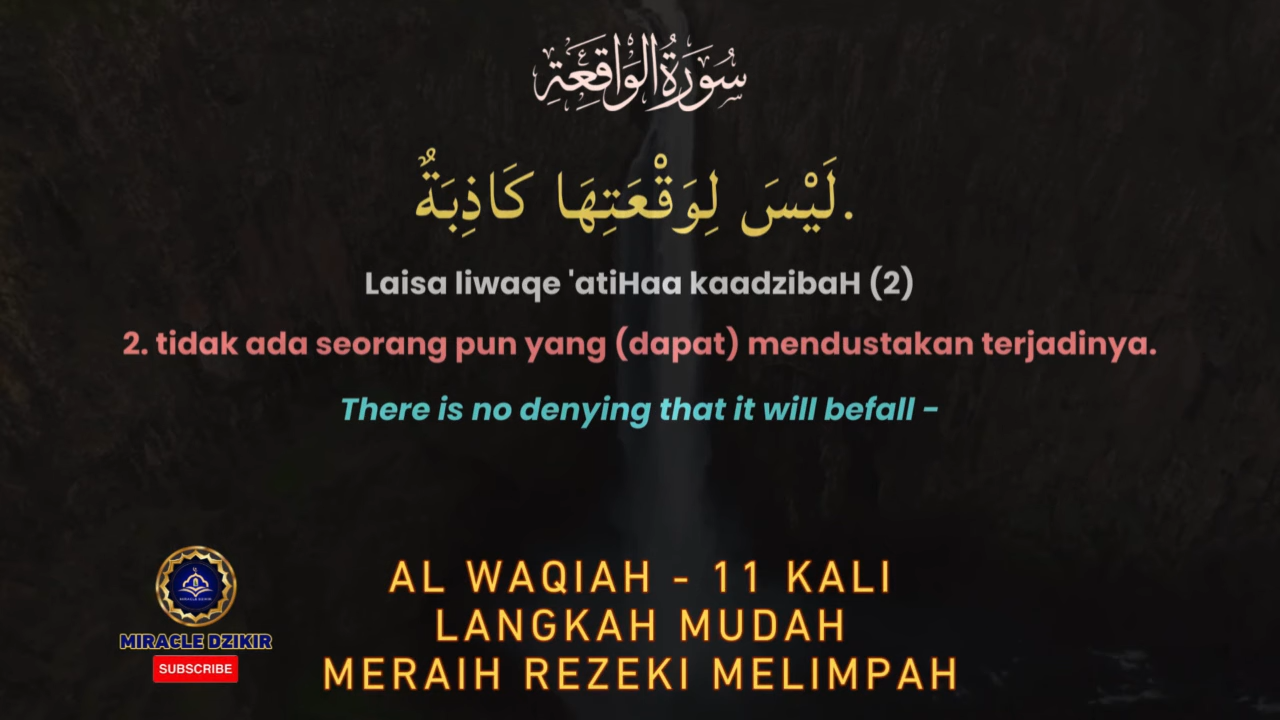 سُورَةُ الوَاقِعَةِ
.لَيْسَ لِوَقْعَتِهَا كَاذِبَةٌ
Laisa liwaqe 'atiHaa kaadzibaH (2)
2. tidak ada seorang pun yang (dapat) mendustakan terjadinya.
There is no denying that it will befall -
AL WAQIAH - 11 KALI
LANGKAH MUDAH
MERAIH REZEKI MELIMPAH
MIRACLE DZIKIR
MIRACLE DZIKIR
SUBSCRIBE